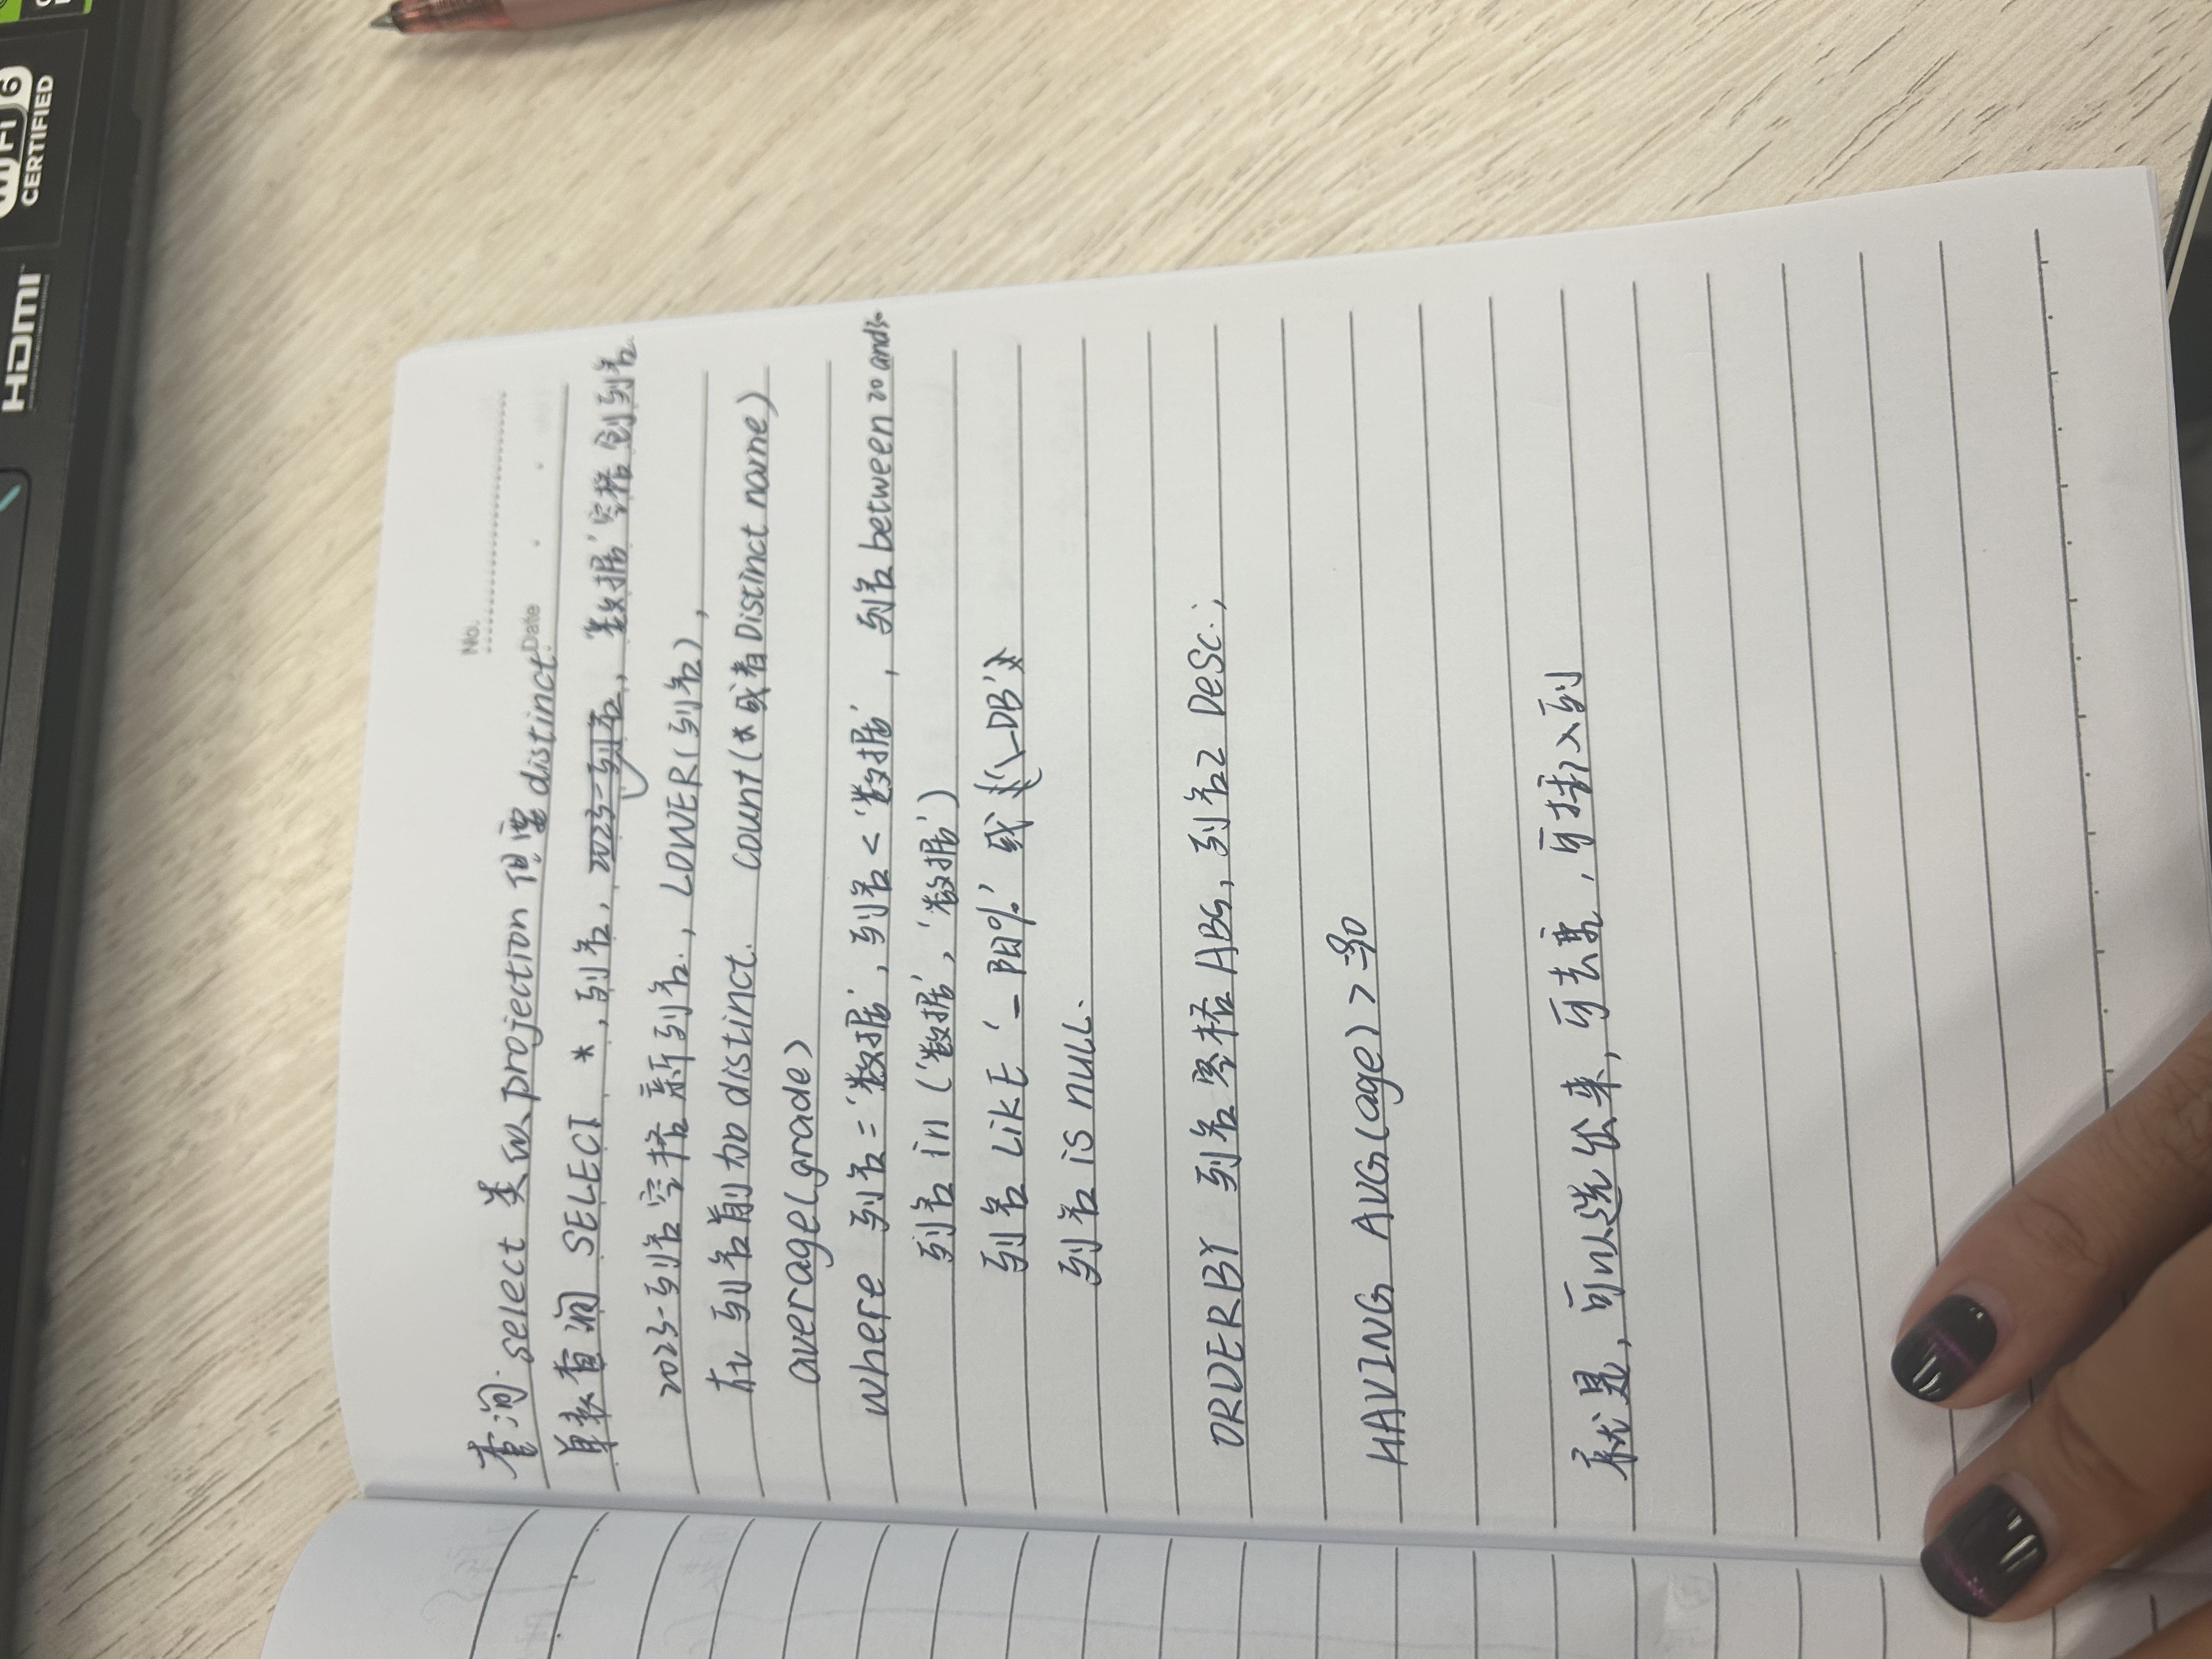 HDMI
Wi Fi 6
CERTIFIED
No.
Date
查询 select 类似 projection 但要 distinct.
单表查询 SELECT *, 列名, 2023-列名, '数据' 空格 列名
2023-列名 空格 新列名., LOWER(列名),
在 列名前加 distinct. count(*或者 Distinct name)
average(grade)
where 列名='数据', 列名<'数据', 列名 between 20 and 30
列名 in ('数据', '数据')
列名 LikE '_阳%' 或 '\_DB'
列名 is null.
ORDERBY 列名 空格 ABS, 列名2 DESC.;
HAVING AVG(age) >
就是, 可以选出来, 可去重, 可插入列